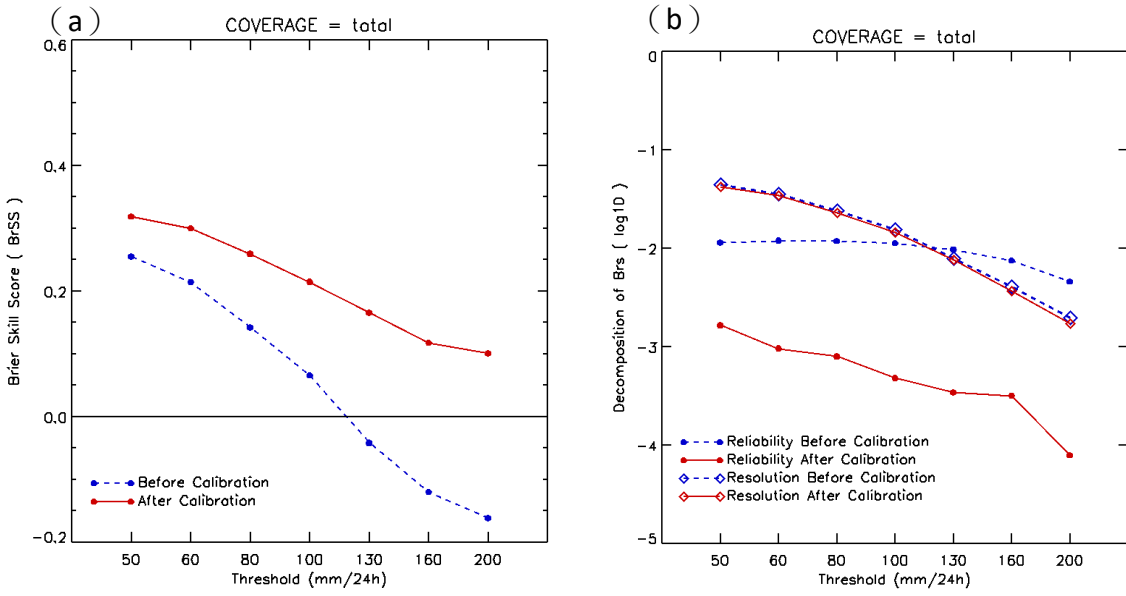 (a)
COVERAGE = total
0.6
0.4
0.2
0.0
-0.2
Brier Skill Score ( BrSS )
Before Calibration
After Calibration
50 60 80 100 130 160 200
Threshold (mm/24h)
(b)
COVERAGE = total
0
-1
-2
-3
-4
-5
Decomposition of Brs ( log10 )
Reliability Before Calibration
Reliability After Calibration
Resolution Before Calibration
Resolution After Calibration
50 60 80 100 130 160 200
Threshold (mm/24h)